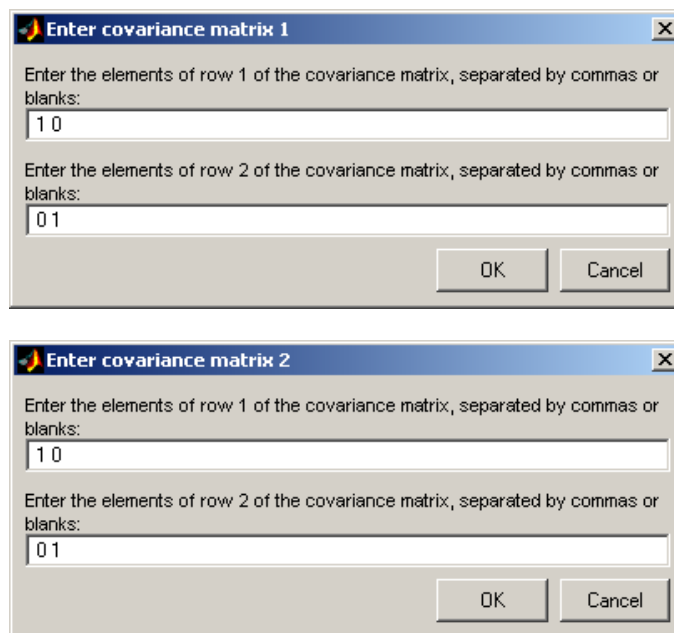 Enter covariance matrix 1
Enter the elements of row 1 of the covariance matrix, separated by commas or
blanks:
1 0
Enter the elements of row 2 of the covariance matrix, separated by commas or
blanks:
0 1
OK Cancel
Enter covariance matrix 2
Enter the elements of row 1 of the covariance matrix, separated by commas or
blanks:
1 0
Enter the elements of row 2 of the covariance matrix, separated by commas or
blanks:
0 1
OK Cancel